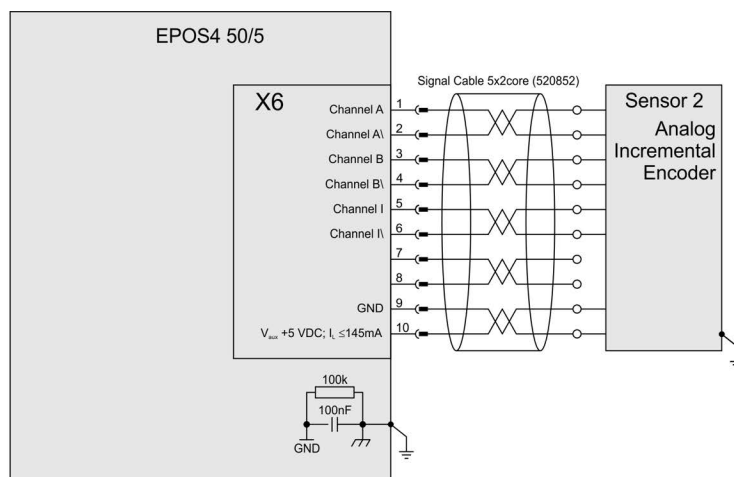 EPOS4 50/5
Signal Cable 5x2core (520852)
X6
Channel A 1
Channel A\ 2
Channel B 3
Channel B\ 4
Channel I 5
Channel I\ 6
7
8
GND 9
Vaux +5 VDC; IL ≤145mA 10
Sensor 2
Analog
Incremental
Encoder
100k
100nF
GND